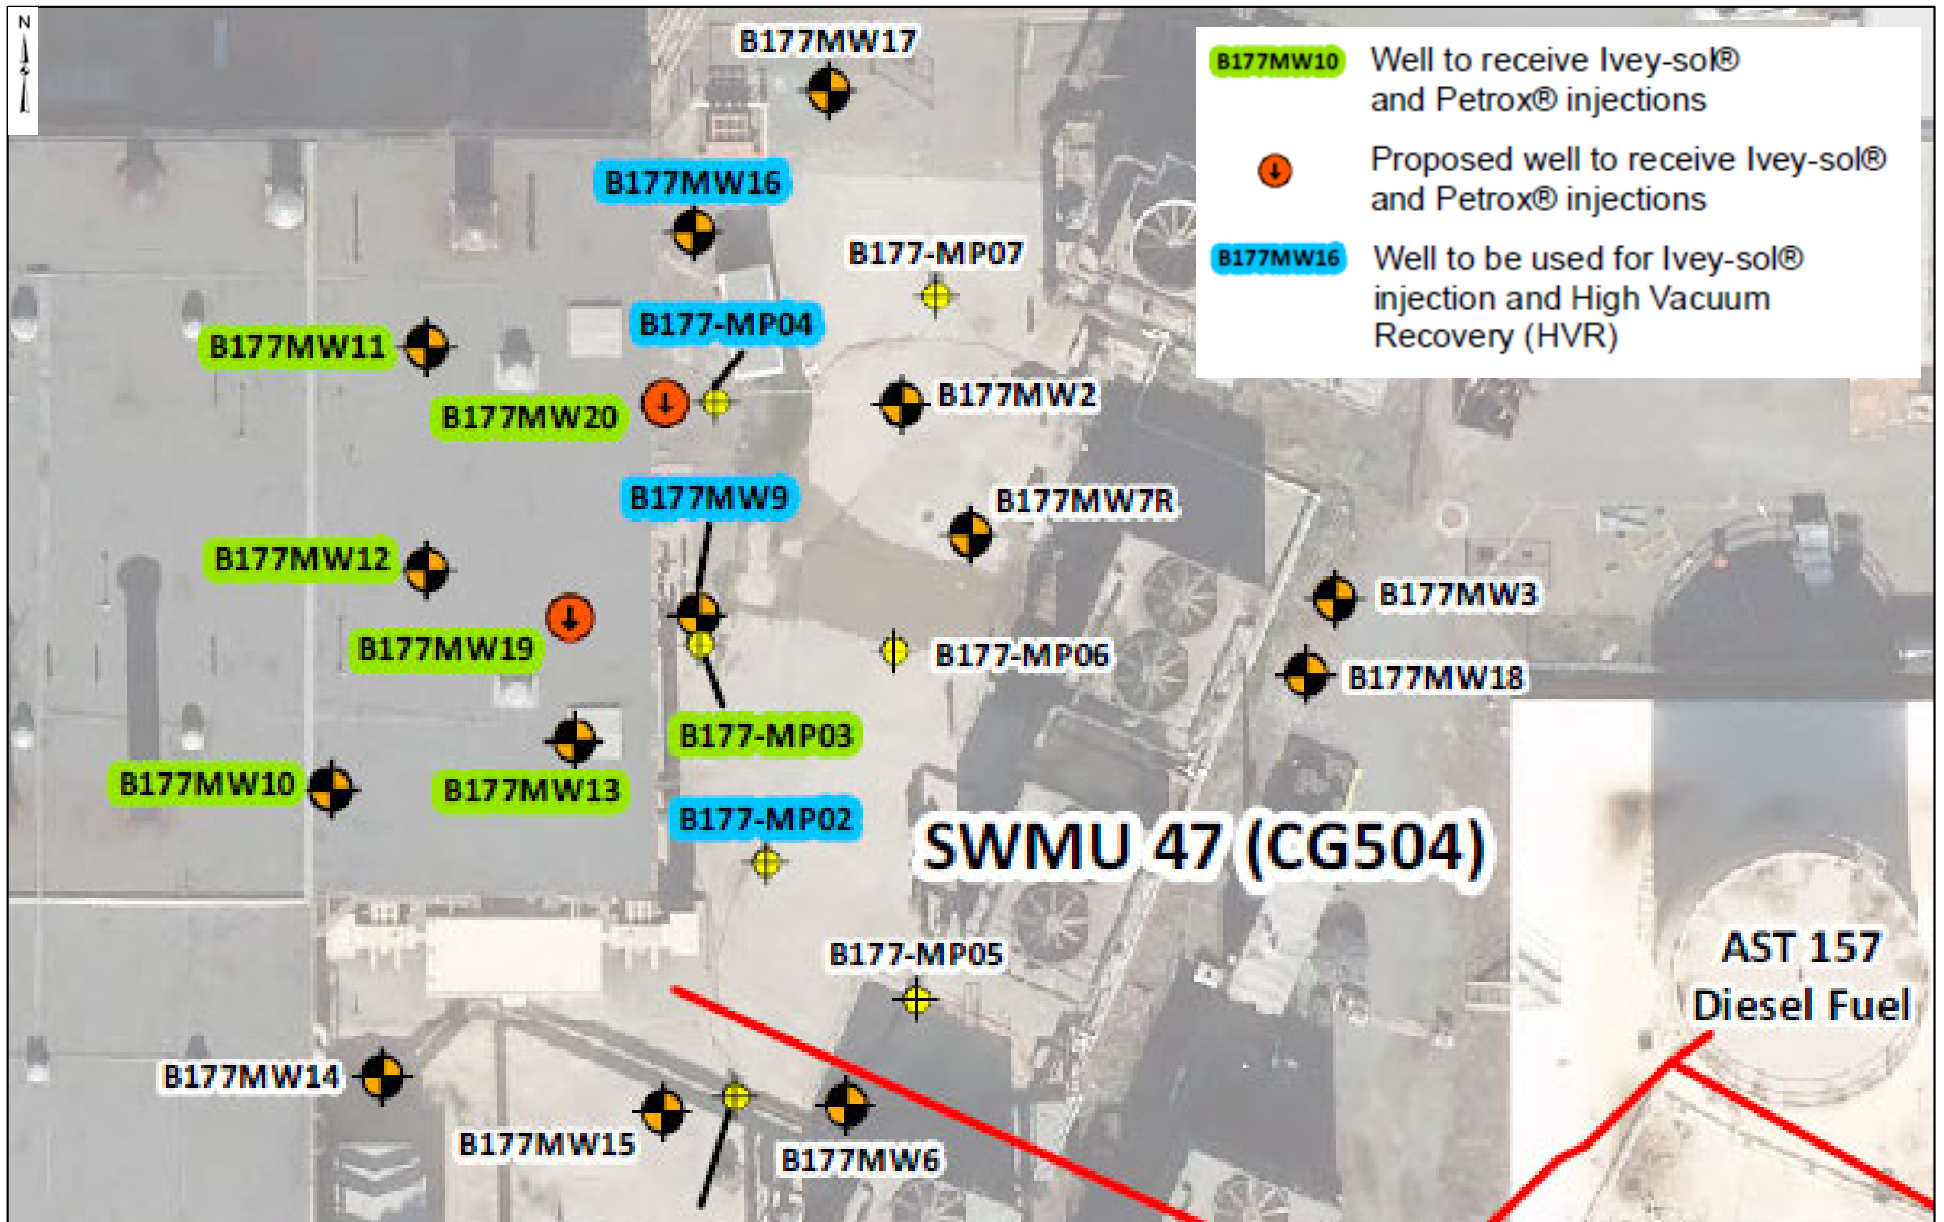 N
B177MW17
B177MW10
Well to receive Ivey-sol®
and Petrox® injections
Proposed well to receive Ivey-sol®
and Petrox® injections
B177MW16
Well to be used for Ivey-sol®
injection and High Vacuum
Recovery (HVR)
B177MW16
B177-MP07
B177-MP04
B177MW11
B177MW20
B177MW2
B177MW9
B177MW7R
B177MW12
B177MW3
B177MW19
B177-MP06
B177MW18
B177-MP03
B177MW10
B177MW13
B177-MP02
SWMU 47 (CG504)
B177-MP05
AST 157
Diesel Fuel
B177MW14
B177MW15
B177MW6